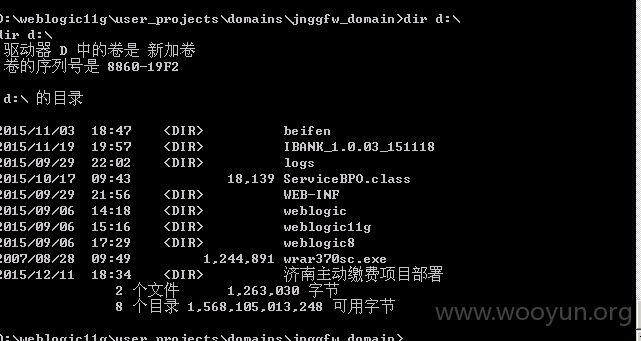 D:\weblogic11g\user_projects\domains\jnggfw_domain>dir d:\
dir d:\
驱动器 D 中的卷是 新加卷
卷的序列号是 8860-19F2
d:\ 的目录
2015/11/03 18:47 <DIR> beifen
2015/11/19 19:57 <DIR> IBANK_1.0.03_151118
2015/09/29 22:02 <DIR> logs
2015/10/17 09:43 18,139 ServiceBPO.class
2015/09/29 21:56 <DIR> WEB-INF
2015/09/06 14:18 <DIR> weblogic
2015/09/06 15:16 <DIR> weblogic11g
2015/09/06 17:29 <DIR> weblogic8
2007/08/28 09:49 1,244,891 wrar370sc.exe
2015/12/11 18:34 <DIR> 济南主动缴费项目部署
2 个文件 1,263,030 字节
8 个目录 1,568,105,013,248 可用字节
www.wooyun.org
D:\weblogic11g\user_projects\domains\jnggfw_domain>